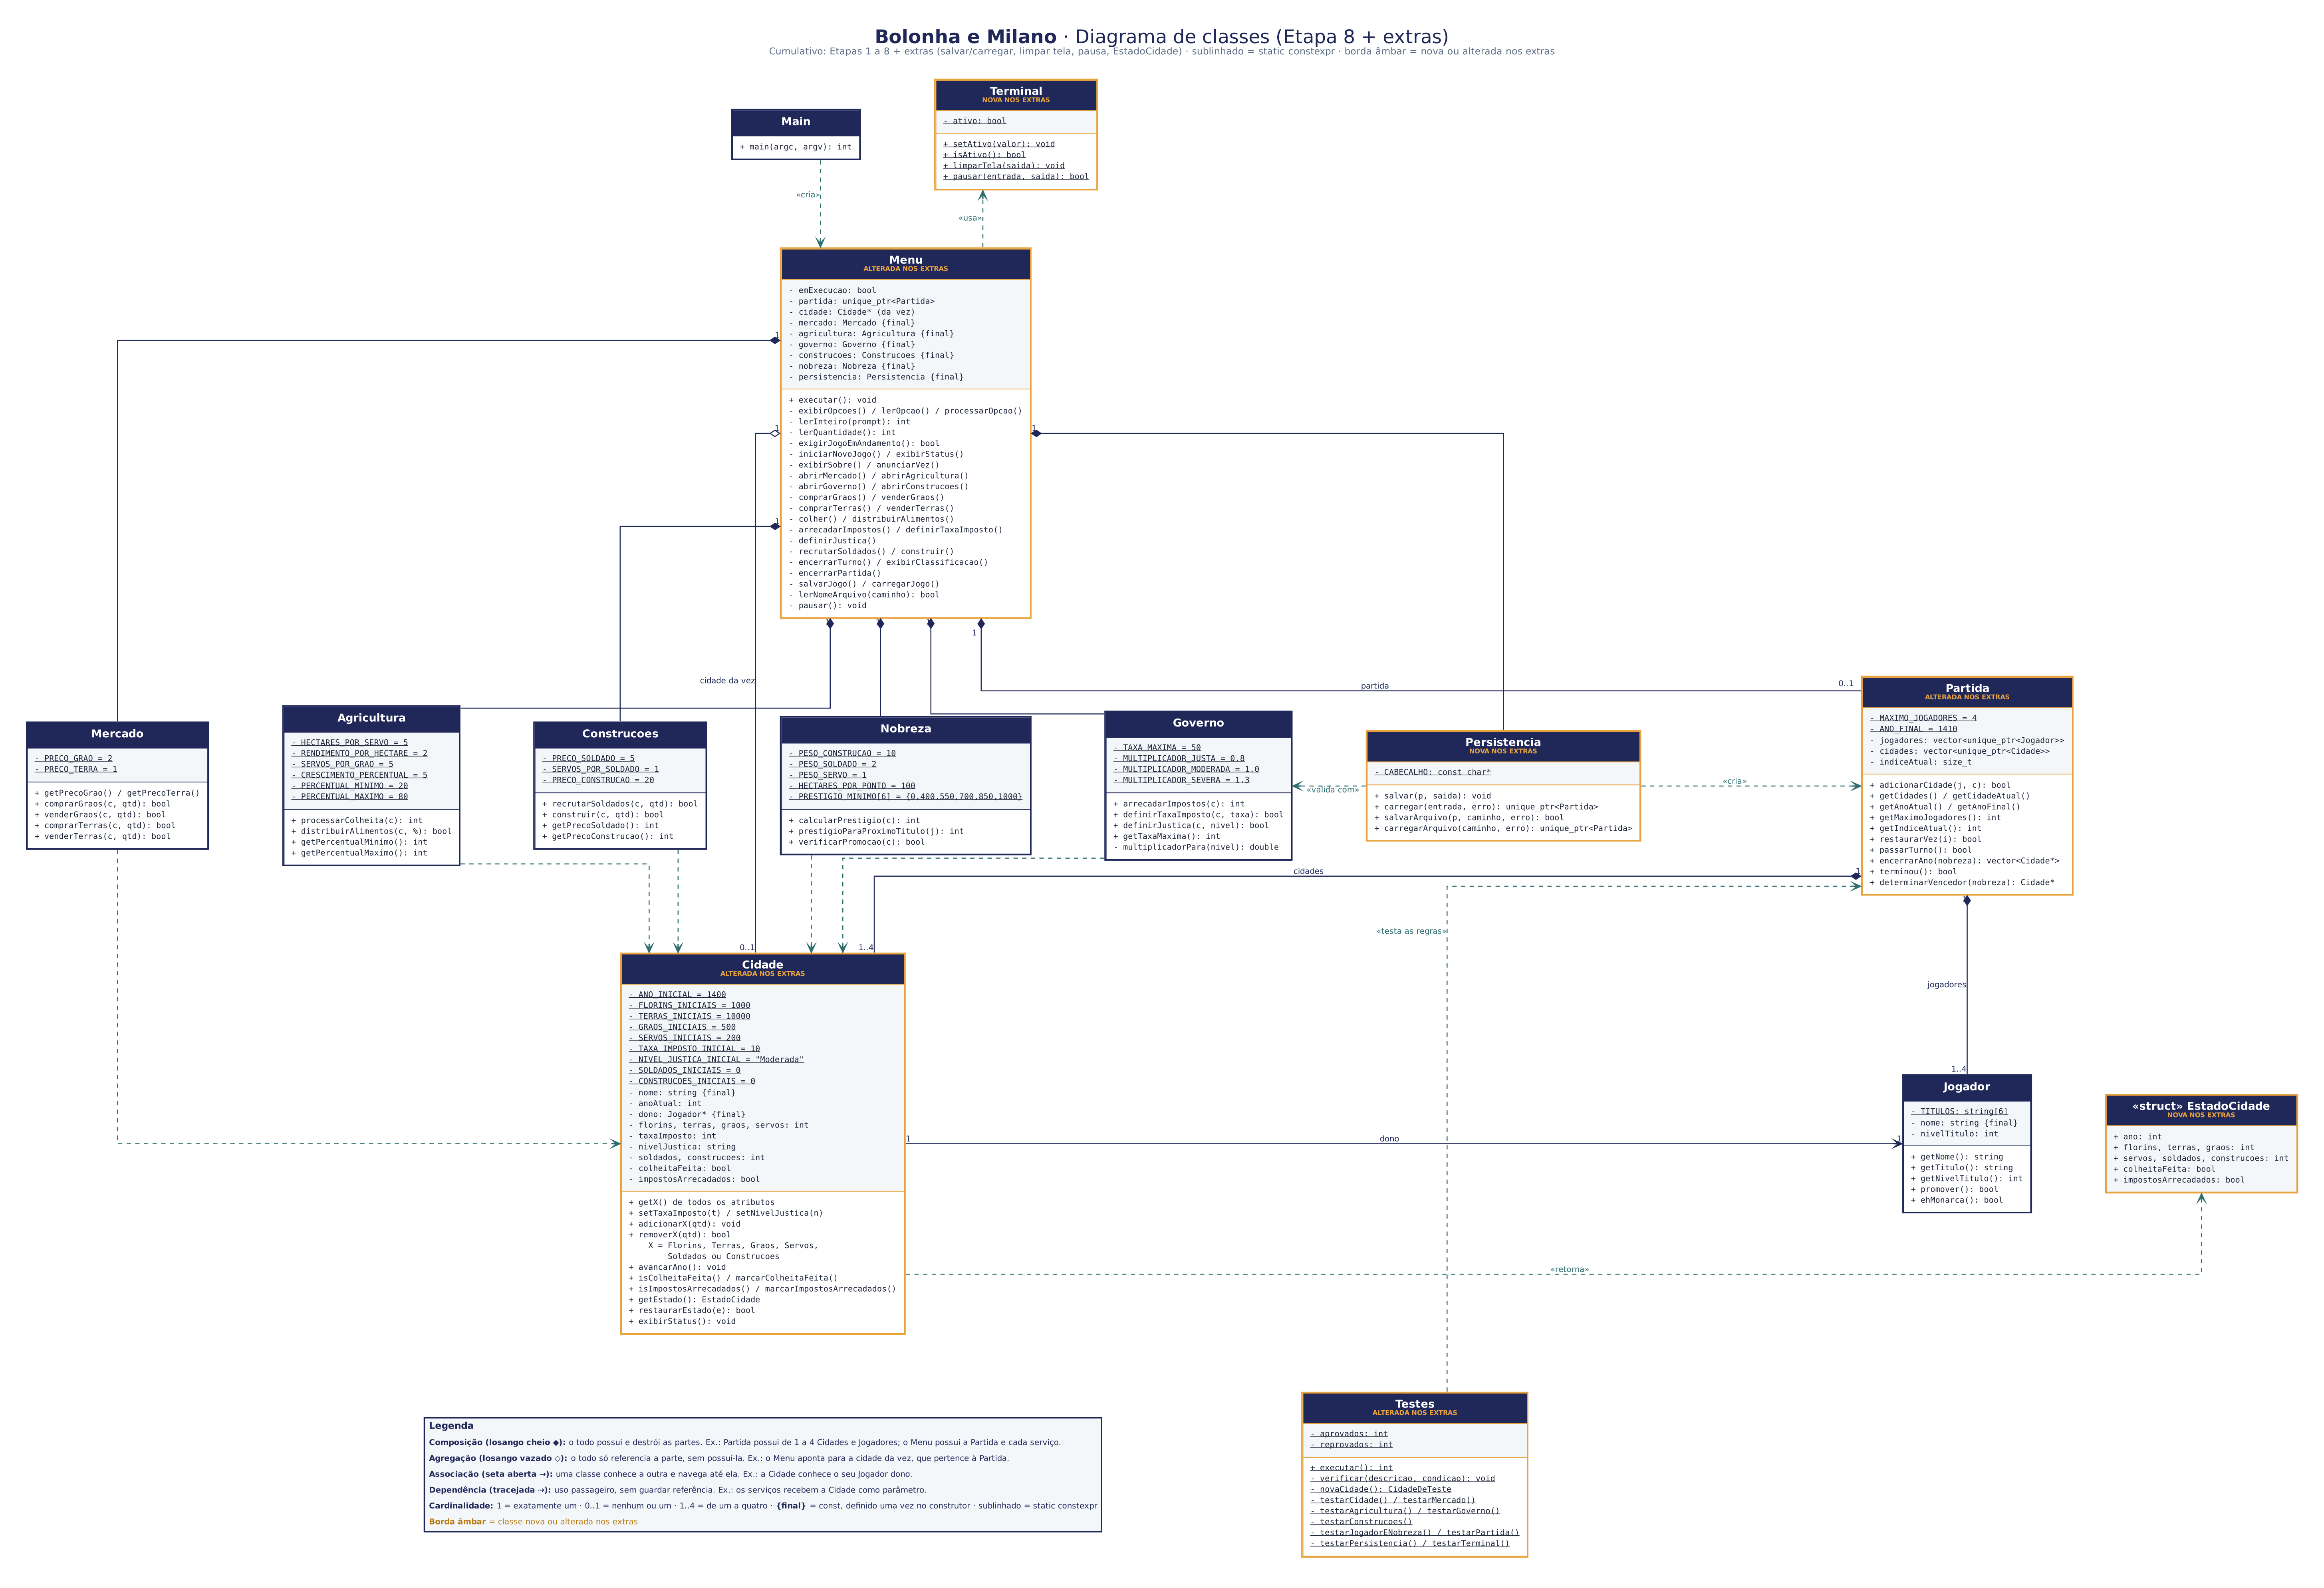 Bolonha e Milano · Diagrama de classes (Etapa 8 + extras)
Cumulativo: Etapas 1 a 8 + extras (salvar/carregar, limpar tela, pausa, EstadoCidade) · sublinhado = static constexpr · borda âmbar = nova ou alterada nos extras
Main
+ main(argc, argv): int
Terminal
NOVA NOS EXTRAS
- ativo: bool
+ setAtivo(valor): void
+ isAtivo(): bool
+ limparTela(saida): void
+ pausar(entrada, saida): bool
«cria»
«usa»
Menu
ALTERADA NOS EXTRAS
- emExecucao: bool
- partida: unique_ptr<Partida>
- cidade: Cidade* (da vez)
- mercado: Mercado {final}
- agricultura: Agricultura {final}
- governo: Governo {final}
- construcoes: Construcoes {final}
- nobreza: Nobreza {final}
- persistencia: Persistencia {final}
+ executar(): void
- exibirOpcoes() / lerOpcao() / processarOpcao()
- lerInteiro(prompt): int
- lerQuantidade(): int
- exigirJogoEmAndamento(): bool
- iniciarNovoJogo() / exibirStatus()
- exibirSobre() / anunciarVez()
- abrirMercado() / abrirAgricultura()
- abrirGoverno() / abrirConstrucoes()
- comprarGraos() / venderGraos()
- comprarTerras() / venderTerras()
- colher() / distribuirAlimentos()
- arrecadarImpostos() / definirTaxaImposto()
- definirJustica()
- recrutarSoldados() / construir()
- encerrarTurno() / exibirClassificacao()
- encerrarPartida()
- salvarJogo() / carregarJogo()
- lerNomeArquivo(caminho): bool
- pausar(): void
1
1
1
1
1
cidade da vez
partida
0..1
Mercado
- PRECO_GRAO = 2
- PRECO_TERRA = 1
+ getPrecoGrao() / getPrecoTerra()
+ comprarGraos(c, qtd): bool
+ venderGraos(c, qtd): bool
+ comprarTerras(c, qtd): bool
+ venderTerras(c, qtd): bool
Agricultura
- HECTARES_POR_SERVO = 5
- RENDIMENTO_POR_HECTARE = 2
- SERVOS_POR_GRAO = 5
- CRESCIMENTO_PERCENTUAL = 5
- PERCENTUAL_MINIMO = 20
- PERCENTUAL_MAXIMO = 80
+ processarColheita(c): int
+ distribuirAlimentos(c, %): bool
+ getPercentualMinimo(): int
+ getPercentualMaximo(): int
Construcoes
- PRECO_SOLDADO = 5
- SERVOS_POR_SOLDADO = 1
- PRECO_CONSTRUCAO = 20
+ recrutarSoldados(c, qtd): bool
+ construir(c, qtd): bool
+ getPrecoSoldado(): int
+ getPrecoConstrucao(): int
Nobreza
- PESO_CONSTRUCAO = 10
- PESO_SOLDADO = 2
- PESO_SERVO = 1
- HECTARES_POR_PONTO = 100
- PRESTIGIO_MINIMO[6] = {0,400,550,700,850,1000}
+ calcularPrestigio(c): int
+ prestigioParaProximoTitulo(j): int
+ verificarPromocao(c): bool
Governo
- TAXA_MAXIMA = 50
- MULTIPLICADOR_JUSTA = 0.8
- MULTIPLICADOR_MODERADA = 1.0
- MULTIPLICADOR_SEVERA = 1.3
+ arrecadarImpostos(c): int
+ definirTaxaImposto(c, taxa): bool
+ definirJustica(c, nivel): bool
+ getTaxaMaxima(): int
- multiplicadorPara(nivel): double
«valida com»
Persistencia
NOVA NOS EXTRAS
- CABECALHO: const char*
+ salvar(p, saida): void
+ carregar(entrada, erro): unique_ptr<Partida>
+ salvarArquivo(p, caminho, erro): bool
+ carregarArquivo(caminho, erro): unique_ptr<Partida>
«cria»
Partida
ALTERADA NOS EXTRAS
- MAXIMO_JOGADORES = 4
- ANO_FINAL = 1410
- jogadores: vector<unique_ptr<Jogador>>
- cidades: vector<unique_ptr<Cidade>>
- indiceAtual: size_t
+ adicionarCidade(j, c): bool
+ getCidades() / getCidadeAtual()
+ getAnoAtual() / getAnoFinal()
+ getMaximoJogadores(): int
+ getIndiceAtual(): int
+ restaurarVez(i): bool
+ passarTurno(): bool
+ encerrarAno(nobreza): vector<Cidade*>
+ terminou(): bool
+ determinarVencedor(nobreza): Cidade*
cidades
1
«testa as regras»
0..1
1..4
jogadores
1..4
Cidade
ALTERADA NOS EXTRAS
- ANO_INICIAL = 1400
- FLORINS_INICIAIS = 1000
- TERRAS_INICIAIS = 10000
- GRAOS_INICIAIS = 500
- SERVOS_INICIAIS = 200
- TAXA_IMPOSTO_INICIAL = 10
- NIVEL_JUSTICA_INICIAL = "Moderada"
- SOLDADOS_INICIAIS = 0
- CONSTRUCOES_INICIAIS = 0
- nome: string {final}
- anoAtual: int
- dono: Jogador* {final}
- florins, terras, graos, servos: int
- taxaImposto: int
- nivelJustica: string
- soldados, construcoes: int
- colheitaFeita: bool
- impostosArrecadados: bool
+ getX() de todos os atributos
+ setTaxaImposto(t) / setNivelJustica(n)
+ adicionarX(qtd): void
+ removerX(qtd): bool
X = Florins, Terras, Graos, Servos,
Soldados ou Construcoes
+ avancarAno(): void
+ isColheitaFeita() / marcarColheitaFeita()
+ isImpostosArrecadados() / marcarImpostosArrecadados()
+ getEstado(): EstadoCidade
+ restaurarEstado(e): bool
+ exibirStatus(): void
1
dono
1
Jogador
- TITULOS: string[6]
- nome: string {final}
- nivelTitulo: int
+ getNome(): string
+ getTitulo(): string
+ getNivelTitulo(): int
+ promover(): bool
+ ehMonarca(): bool
«struct» EstadoCidade
NOVA NOS EXTRAS
+ ano: int
+ florins, terras, graos: int
+ servos, soldados, construcoes: int
+ colheitaFeita: bool
+ impostosArrecadados: bool
«retorna»
Testes
ALTERADA NOS EXTRAS
- aprovados: int
- reprovados: int
+ executar(): int
- verificar(descricao, condicao): void
- novaCidade(): CidadeDeTeste
- testarCidade() / testarMercado()
- testarAgricultura() / testarGoverno()
- testarConstrucoes()
- testarJogadorENobreza() / testarPartida()
- testarPersistencia() / testarTerminal()
Legenda
Composição (losango cheio ◆): o todo possui e destrói as partes. Ex.: Partida possui de 1 a 4 Cidades e Jogadores; o Menu possui a Partida e cada serviço.
Agregação (losango vazado ◇): o todo só referencia a parte, sem possuí-la. Ex.: o Menu aponta para a cidade da vez, que pertence à Partida.
Associação (seta aberta →): uma classe conhece a outra e navega até ela. Ex.: a Cidade conhece o seu Jogador dono.
Dependência (tracejada ⇢): uso passageiro, sem guardar referência. Ex.: os serviços recebem a Cidade como parâmetro.
Cardinalidade: 1 = exatamente um · 0..1 = nenhum ou um · 1..4 = de um a quatro · {final} = const, definido uma vez no construtor · sublinhado = static constexpr
Borda âmbar = classe nova ou alterada nos extras